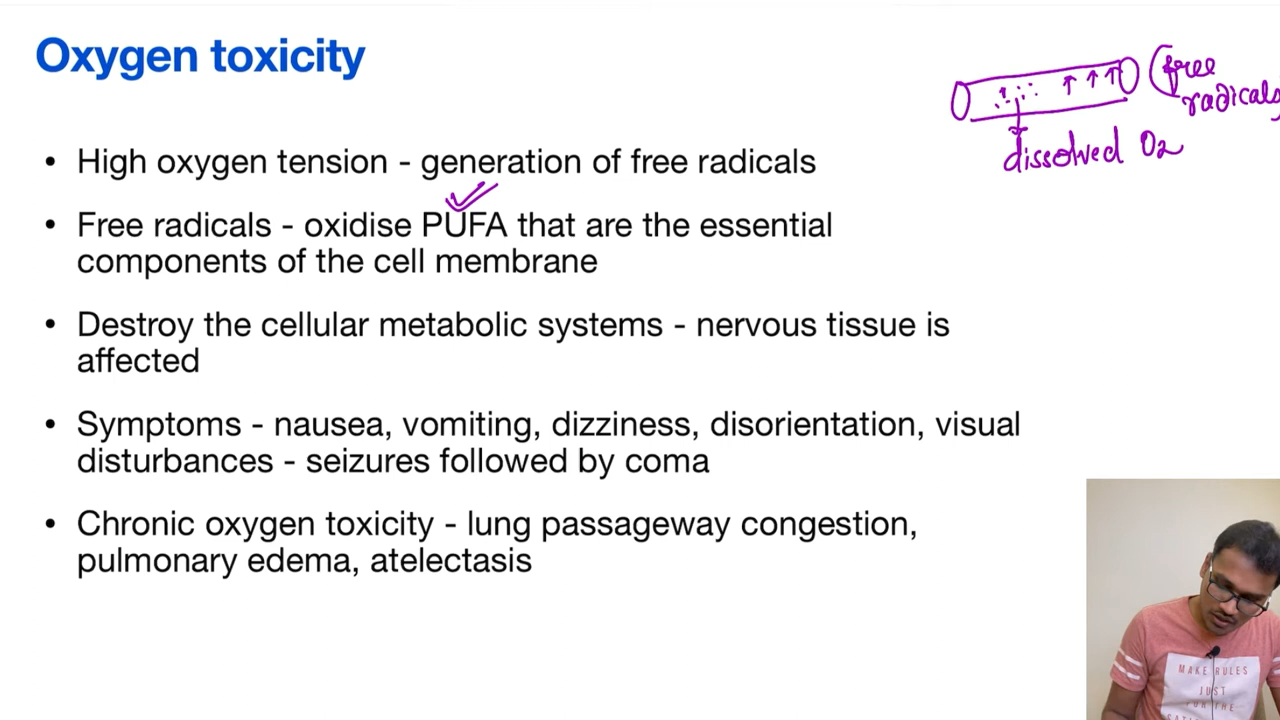 Oxygen toxicity
(free
radicals
dissolved O2
• High oxygen tension - generation of free radicals
• Free radicals - oxidise PUFA that are the essential
components of the cell membrane
• Destroy the cellular metabolic systems - nervous tissue is
affected
• Symptoms - nausea, vomiting, dizziness, disorientation, visual
disturbances - seizures followed by coma
• Chronic oxygen toxicity - lung passageway congestion,
pulmonary edema, atelectasis
MAKE RULES
JUST
FOR THE